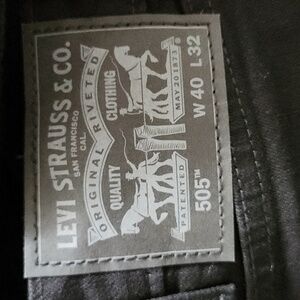 LEVI STRAUSS & CO.
SAN FRANCISCO
CAL.
ORIGINAL RIVETED
QUALITY CLOTHING
PATENTED MAY 20 1873
505™ W 40 L 32